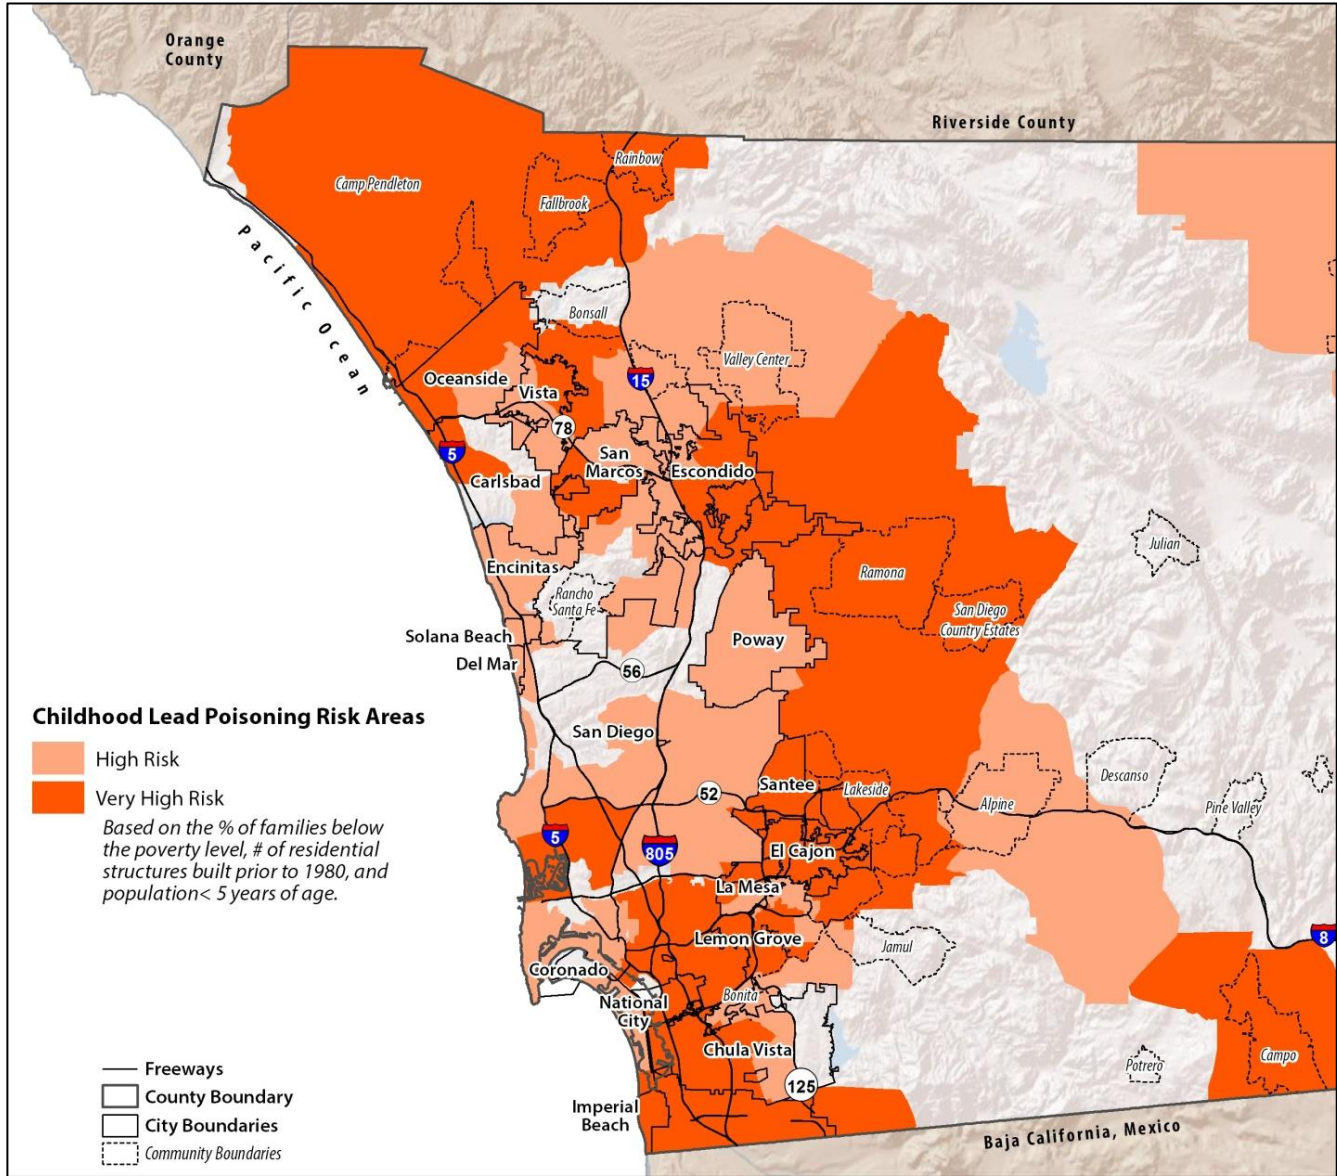 Orange
County
Riverside County
Rainbow
Camp Pendleton
Fallbrook
Pacific Ocean
Bonsall
Valley Center
Oceanside
15
Vista
78
5
San
Marcos
Escondido
Carlsbad
Julian
Encinitas
Ramona
Rancho
Santa Fe
San Diego
Country Estates
Solana Beach
Poway
Del Mar
56
Childhood Lead Poisoning Risk Areas
High Risk
Very High Risk
Based on the % of families below
the poverty level, # of residential
structures built prior to 1980, and
population< 5 years of age.
San Diego
Descanso
Santee
Lakeside
52
Alpine
Pine Valley
5
805
El Cajon
La Mesa
Lemon Grove
Jamul
8
Coronado
National
City
Bonita
Chula Vista
Campo
Potrero
125
Imperial
Beach
Baja California, Mexico
Freeways
County Boundary
City Boundaries
Community Boundaries